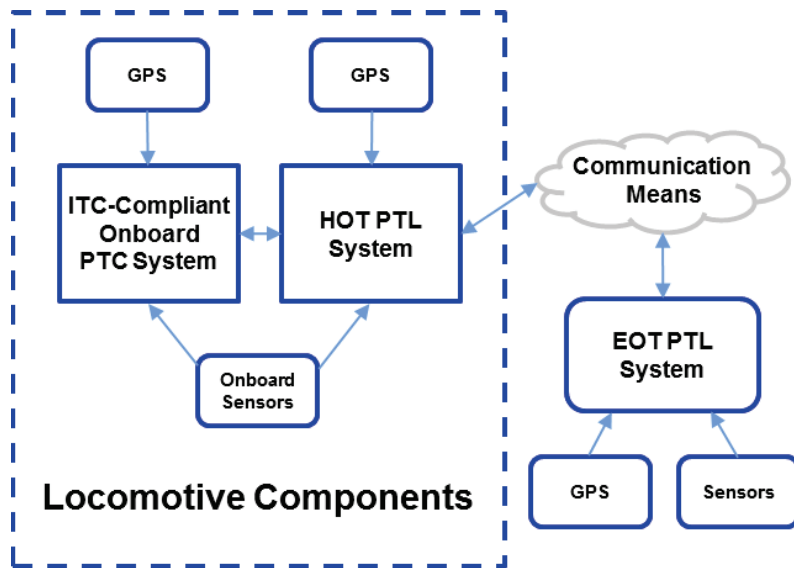 GPS
GPS
ITC-Compliant
Onboard
PTC System
HOT PTL
System
Communication
Means
Onboard
Sensors
EOT PTL
System
GPS
Sensors
Locomotive Components